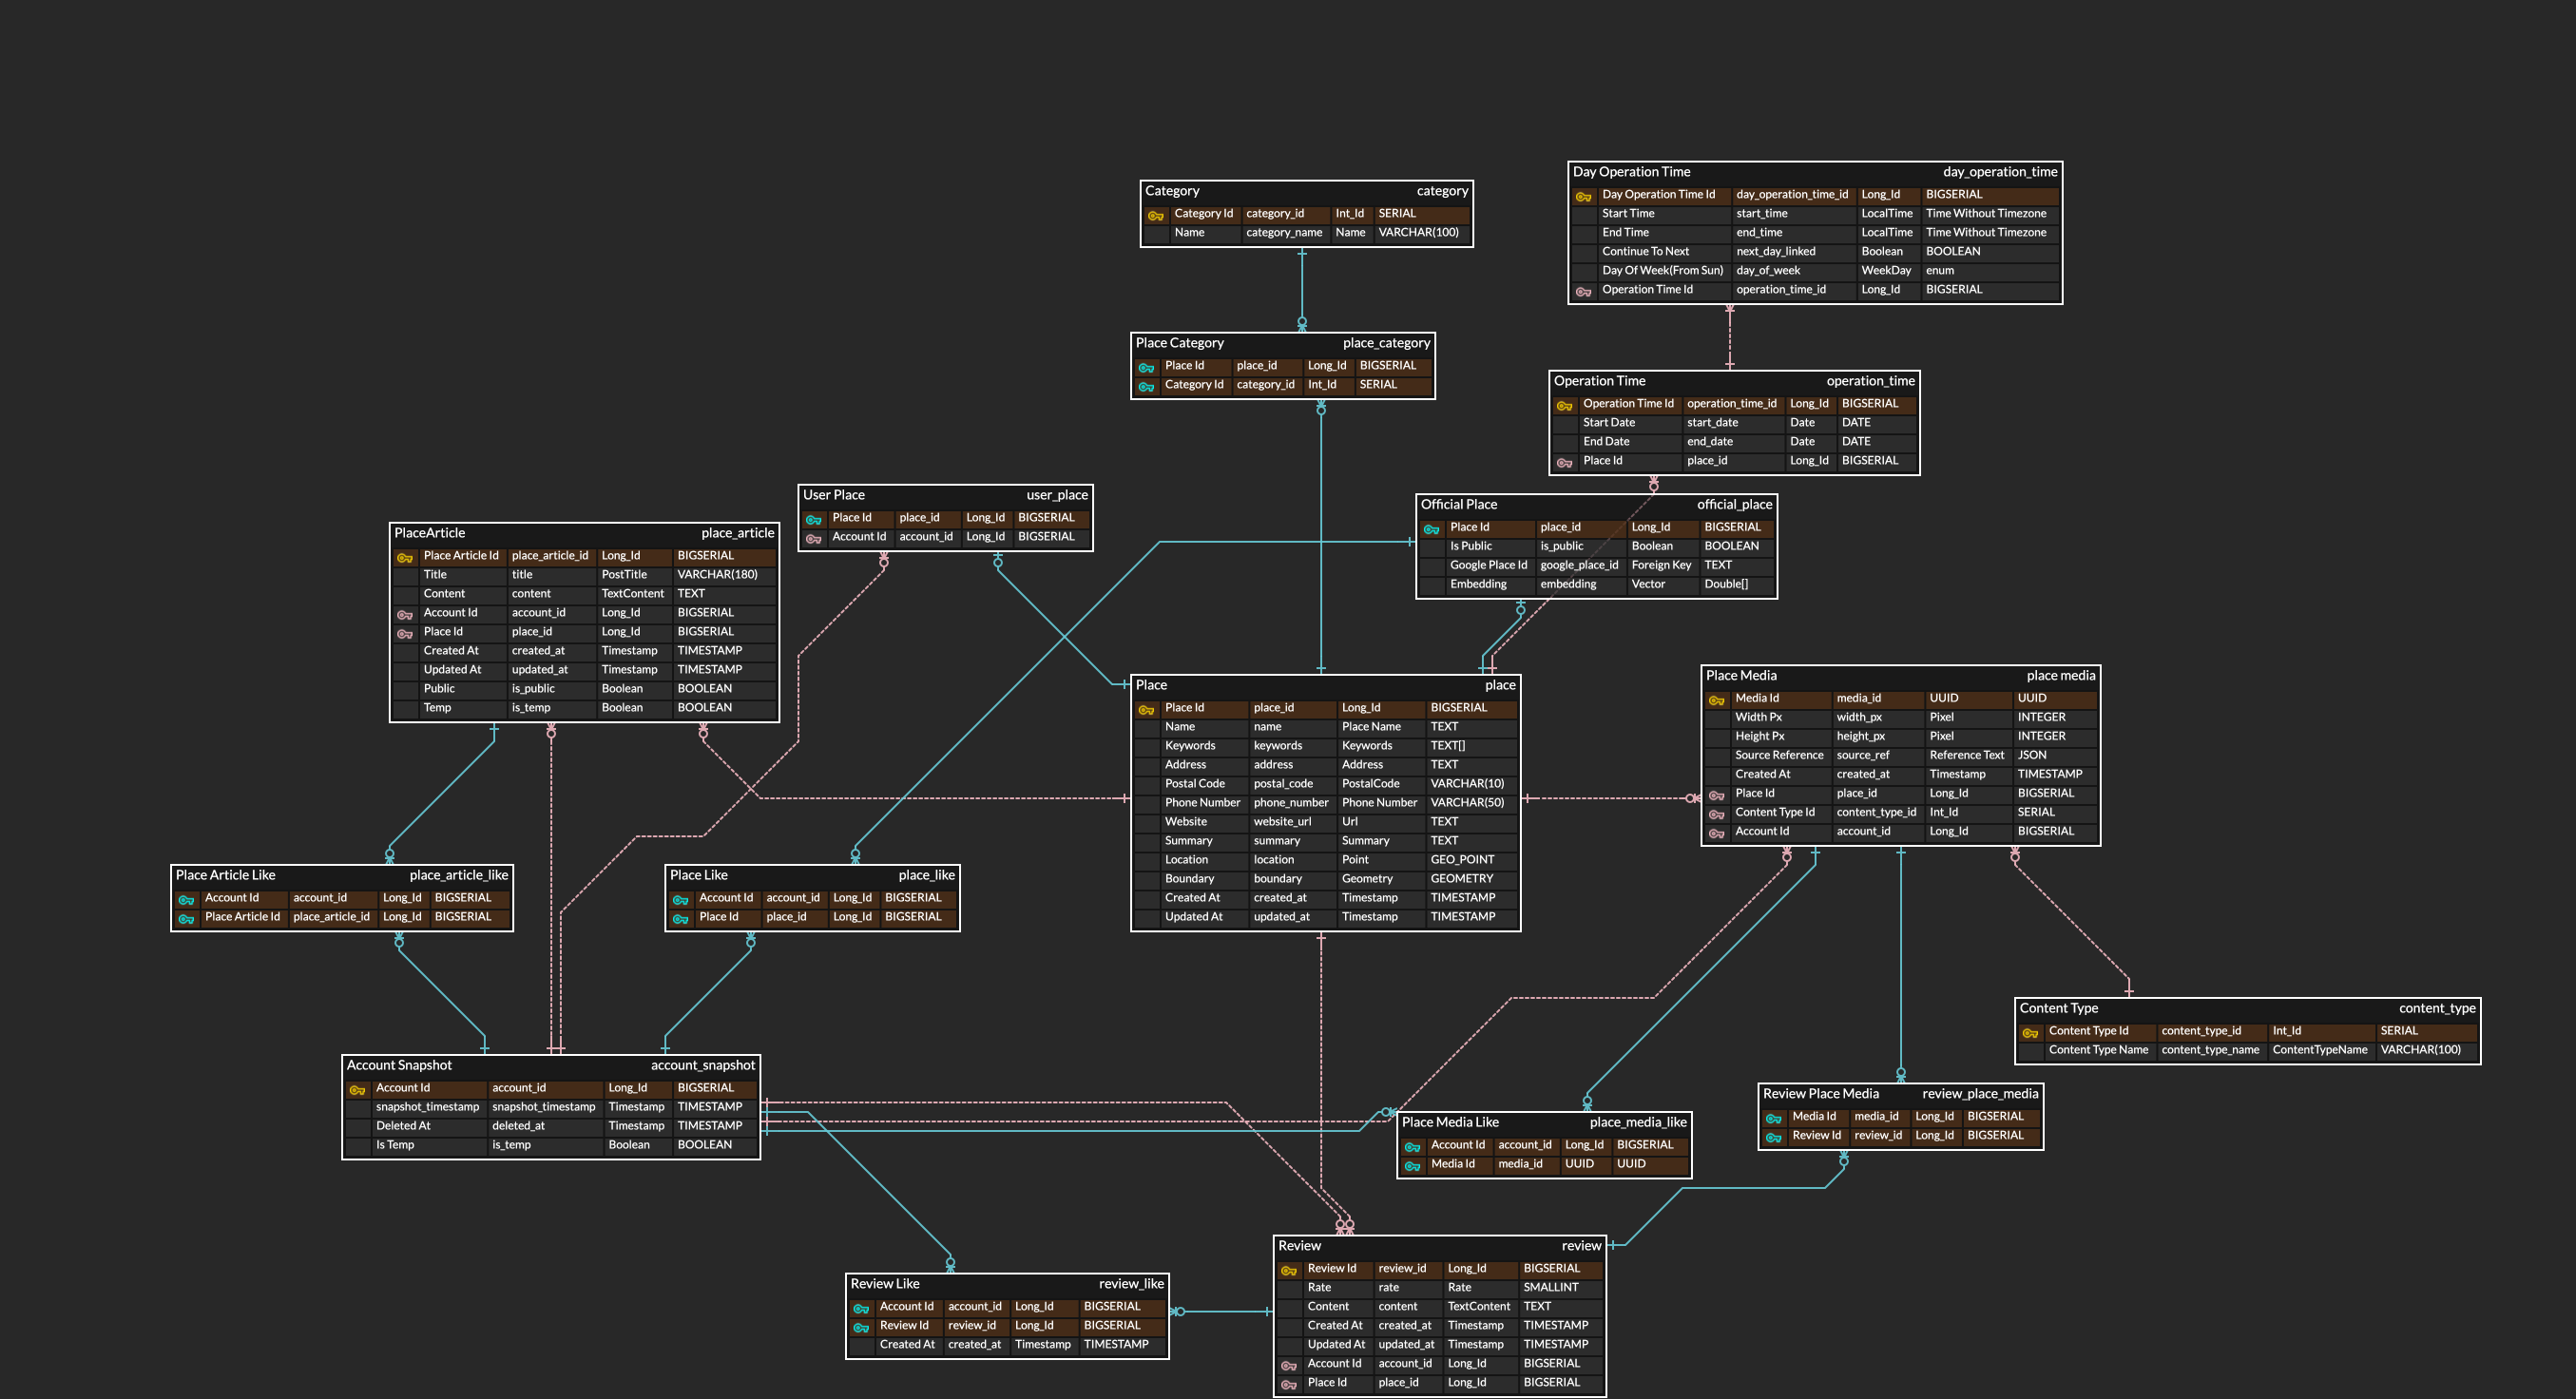 Day Operation Time day_operation_time
Day Operation Time Id day_operation_time_id Long_Id BIGSERIAL
Start Time start_time LocalTime Time Without Timezone
End Time end_time LocalTime Time Without Timezone
Continue To Next next_day_linked Boolean BOOLEAN
Day Of Week(From Sun) day_of_week WeekDay enum
Operation Time Id operation_time_id Long_Id BIGSERIAL
Category category
Category Id category_id Int_Id SERIAL
Name category_name Name VARCHAR(100)
Place Category place_category
Place Id place_id Long_Id BIGSERIAL
Category Id category_id Int_Id SERIAL
Operation Time operation_time
Operation Time Id operation_time_id Long_Id BIGSERIAL
Start Date start_date Date DATE
End Date end_date Date DATE
Place Id place_id Long_Id BIGSERIAL
User Place user_place
Place Id place_id Long_Id BIGSERIAL
Account Id account_id Long_Id BIGSERIAL
Official Place official_place
Place Id place_id Long_Id BIGSERIAL
Is Public is_public Boolean BOOLEAN
Google Place Id google_place_id Foreign Key TEXT
Embedding embedding Vector Double[]
PlaceArticle place_article
Place Article Id place_article_id Long_Id BIGSERIAL
Title title PostTitle VARCHAR(180)
Content content TextContent TEXT
Account Id account_id Long_Id BIGSERIAL
Place Id place_id Long_Id BIGSERIAL
Created At created_at Timestamp TIMESTAMP
Updated At updated_at Timestamp TIMESTAMP
Public is_public Boolean BOOLEAN
Temp is_temp Boolean BOOLEAN
Place place
Place Id place_id Long_Id BIGSERIAL
Name name Place Name TEXT
Keywords keywords Keywords TEXT[]
Address address Address TEXT
Postal Code postal_code PostalCode VARCHAR(10)
Phone Number phone_number Phone Number VARCHAR(50)
Website website_url Url TEXT
Summary summary Summary TEXT
Location location Point GEO_POINT
Boundary boundary Geometry GEOMETRY
Created At created_at Timestamp TIMESTAMP
Updated At updated_at Timestamp TIMESTAMP
Place Media place media
Media Id media_id UUID UUID
Width Px width_px Pixel INTEGER
Height Px height_px Pixel INTEGER
Source Reference source_ref Reference Text JSON
Created At created_at Timestamp TIMESTAMP
Place Id place_id Long_Id BIGSERIAL
Content Type Id content_type_id Int_Id SERIAL
Account Id account_id Long_Id BIGSERIAL
Place Article Like place_article_like
Account Id account_id Long_Id BIGSERIAL
Place Article Id place_article_id Long_Id BIGSERIAL
Place Like place_like
Account Id account_id Long_Id BIGSERIAL
Place Id place_id Long_Id BIGSERIAL
Content Type content_type
Content Type Id content_type_id Int_Id SERIAL
Content Type Name content_type_name ContentTypeName VARCHAR(100)
Account Snapshot account_snapshot
Account Id account_id Long_Id BIGSERIAL
snapshot_timestamp snapshot_timestamp Timestamp TIMESTAMP
Deleted At deleted_at Timestamp TIMESTAMP
Is Temp is_temp Boolean BOOLEAN
Review Place Media review_place_media
Media Id media_id Long_Id BIGSERIAL
Review Id review_id Long_Id BIGSERIAL
Place Media Like place_media_like
Account Id account_id Long_Id BIGSERIAL
Media Id media_id UUID UUID
Review Like review_like
Account Id account_id Long_Id BIGSERIAL
Review Id review_id Long_Id BIGSERIAL
Created At created_at Timestamp TIMESTAMP
Review review
Review Id review_id Long_Id BIGSERIAL
Rate rate Rate SMALLINT
Content content TextContent TEXT
Created At created_at Timestamp TIMESTAMP
Updated At updated_at Timestamp TIMESTAMP
Account Id account_id Long_Id BIGSERIAL
Place Id place_id Long_Id BIGSERIAL